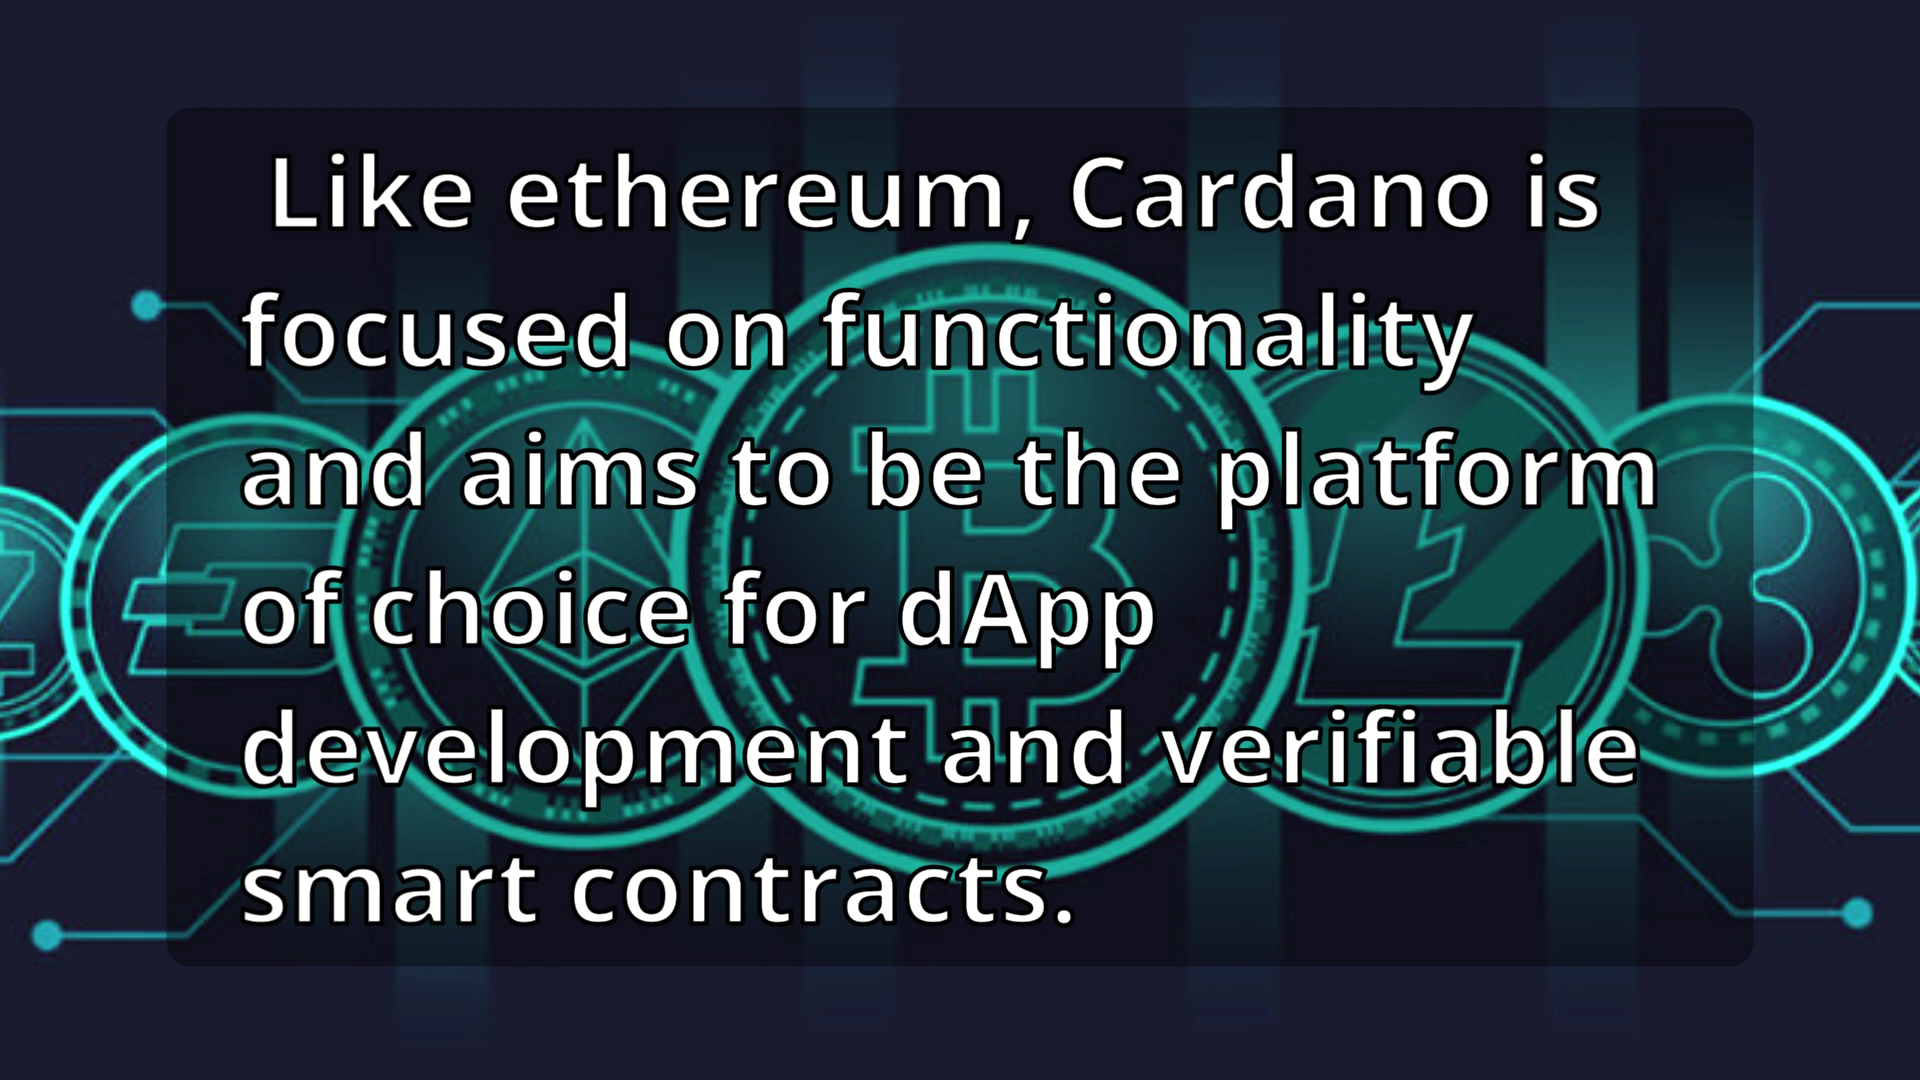 Like ethereum, Cardano is
focused on functionality
and aims to be the platform
of choice for dApp
development and verifiable
smart contracts.